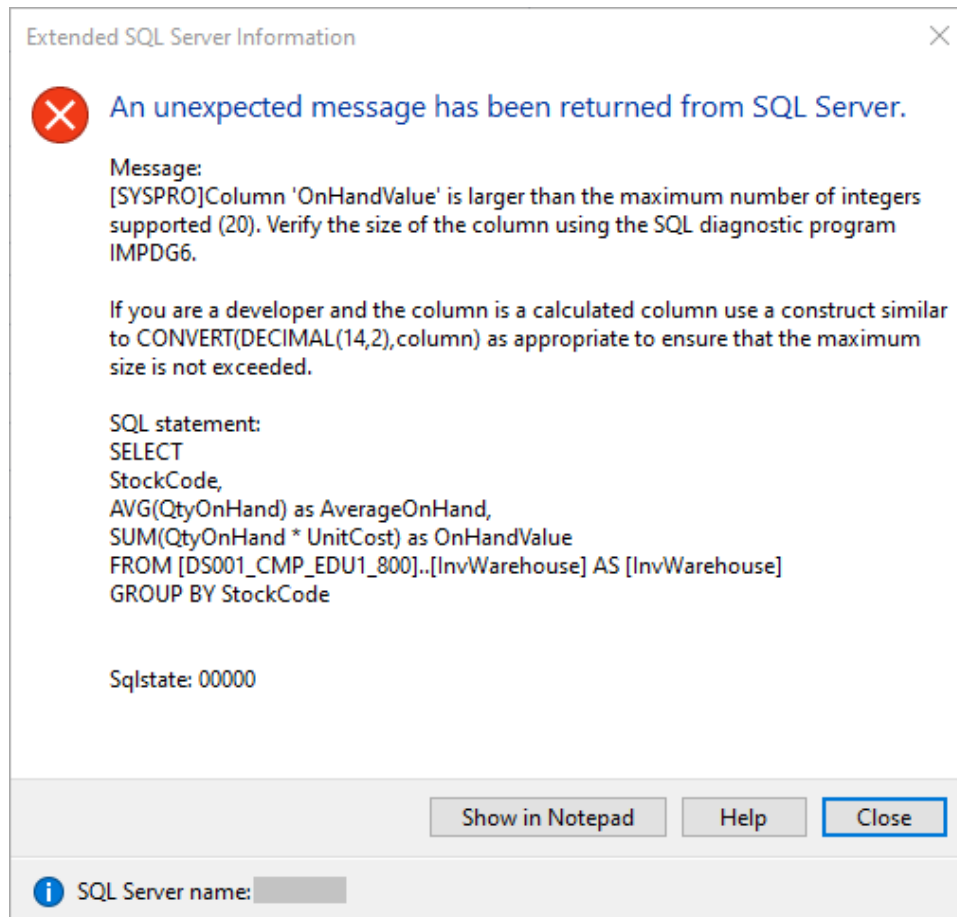 Extended SQL Server Information
An unexpected message has been returned from SQL Server.
Message:
[SYSPRO]Column 'OnHandValue' is larger than the maximum number of integers
supported (20). Verify the size of the column using the SQL diagnostic program
IMPDG6.
If you are a developer and the column is a calculated column use a construct similar
to CONVERT(DECIMAL(14,2),column) as appropriate to ensure that the maximum
size is not exceeded.
SQL statement:
SELECT
StockCode,
AVG(QtyOnHand) as AverageOnHand,
SUM(QtyOnHand * UnitCost) as OnHandValue
FROM [DS001_CMP_EDU1_800]..[InvWarehouse] AS [InvWarehouse]
GROUP BY StockCode
Sqlstate: 00000
Show in Notepad
Help
Close
SQL Server name: